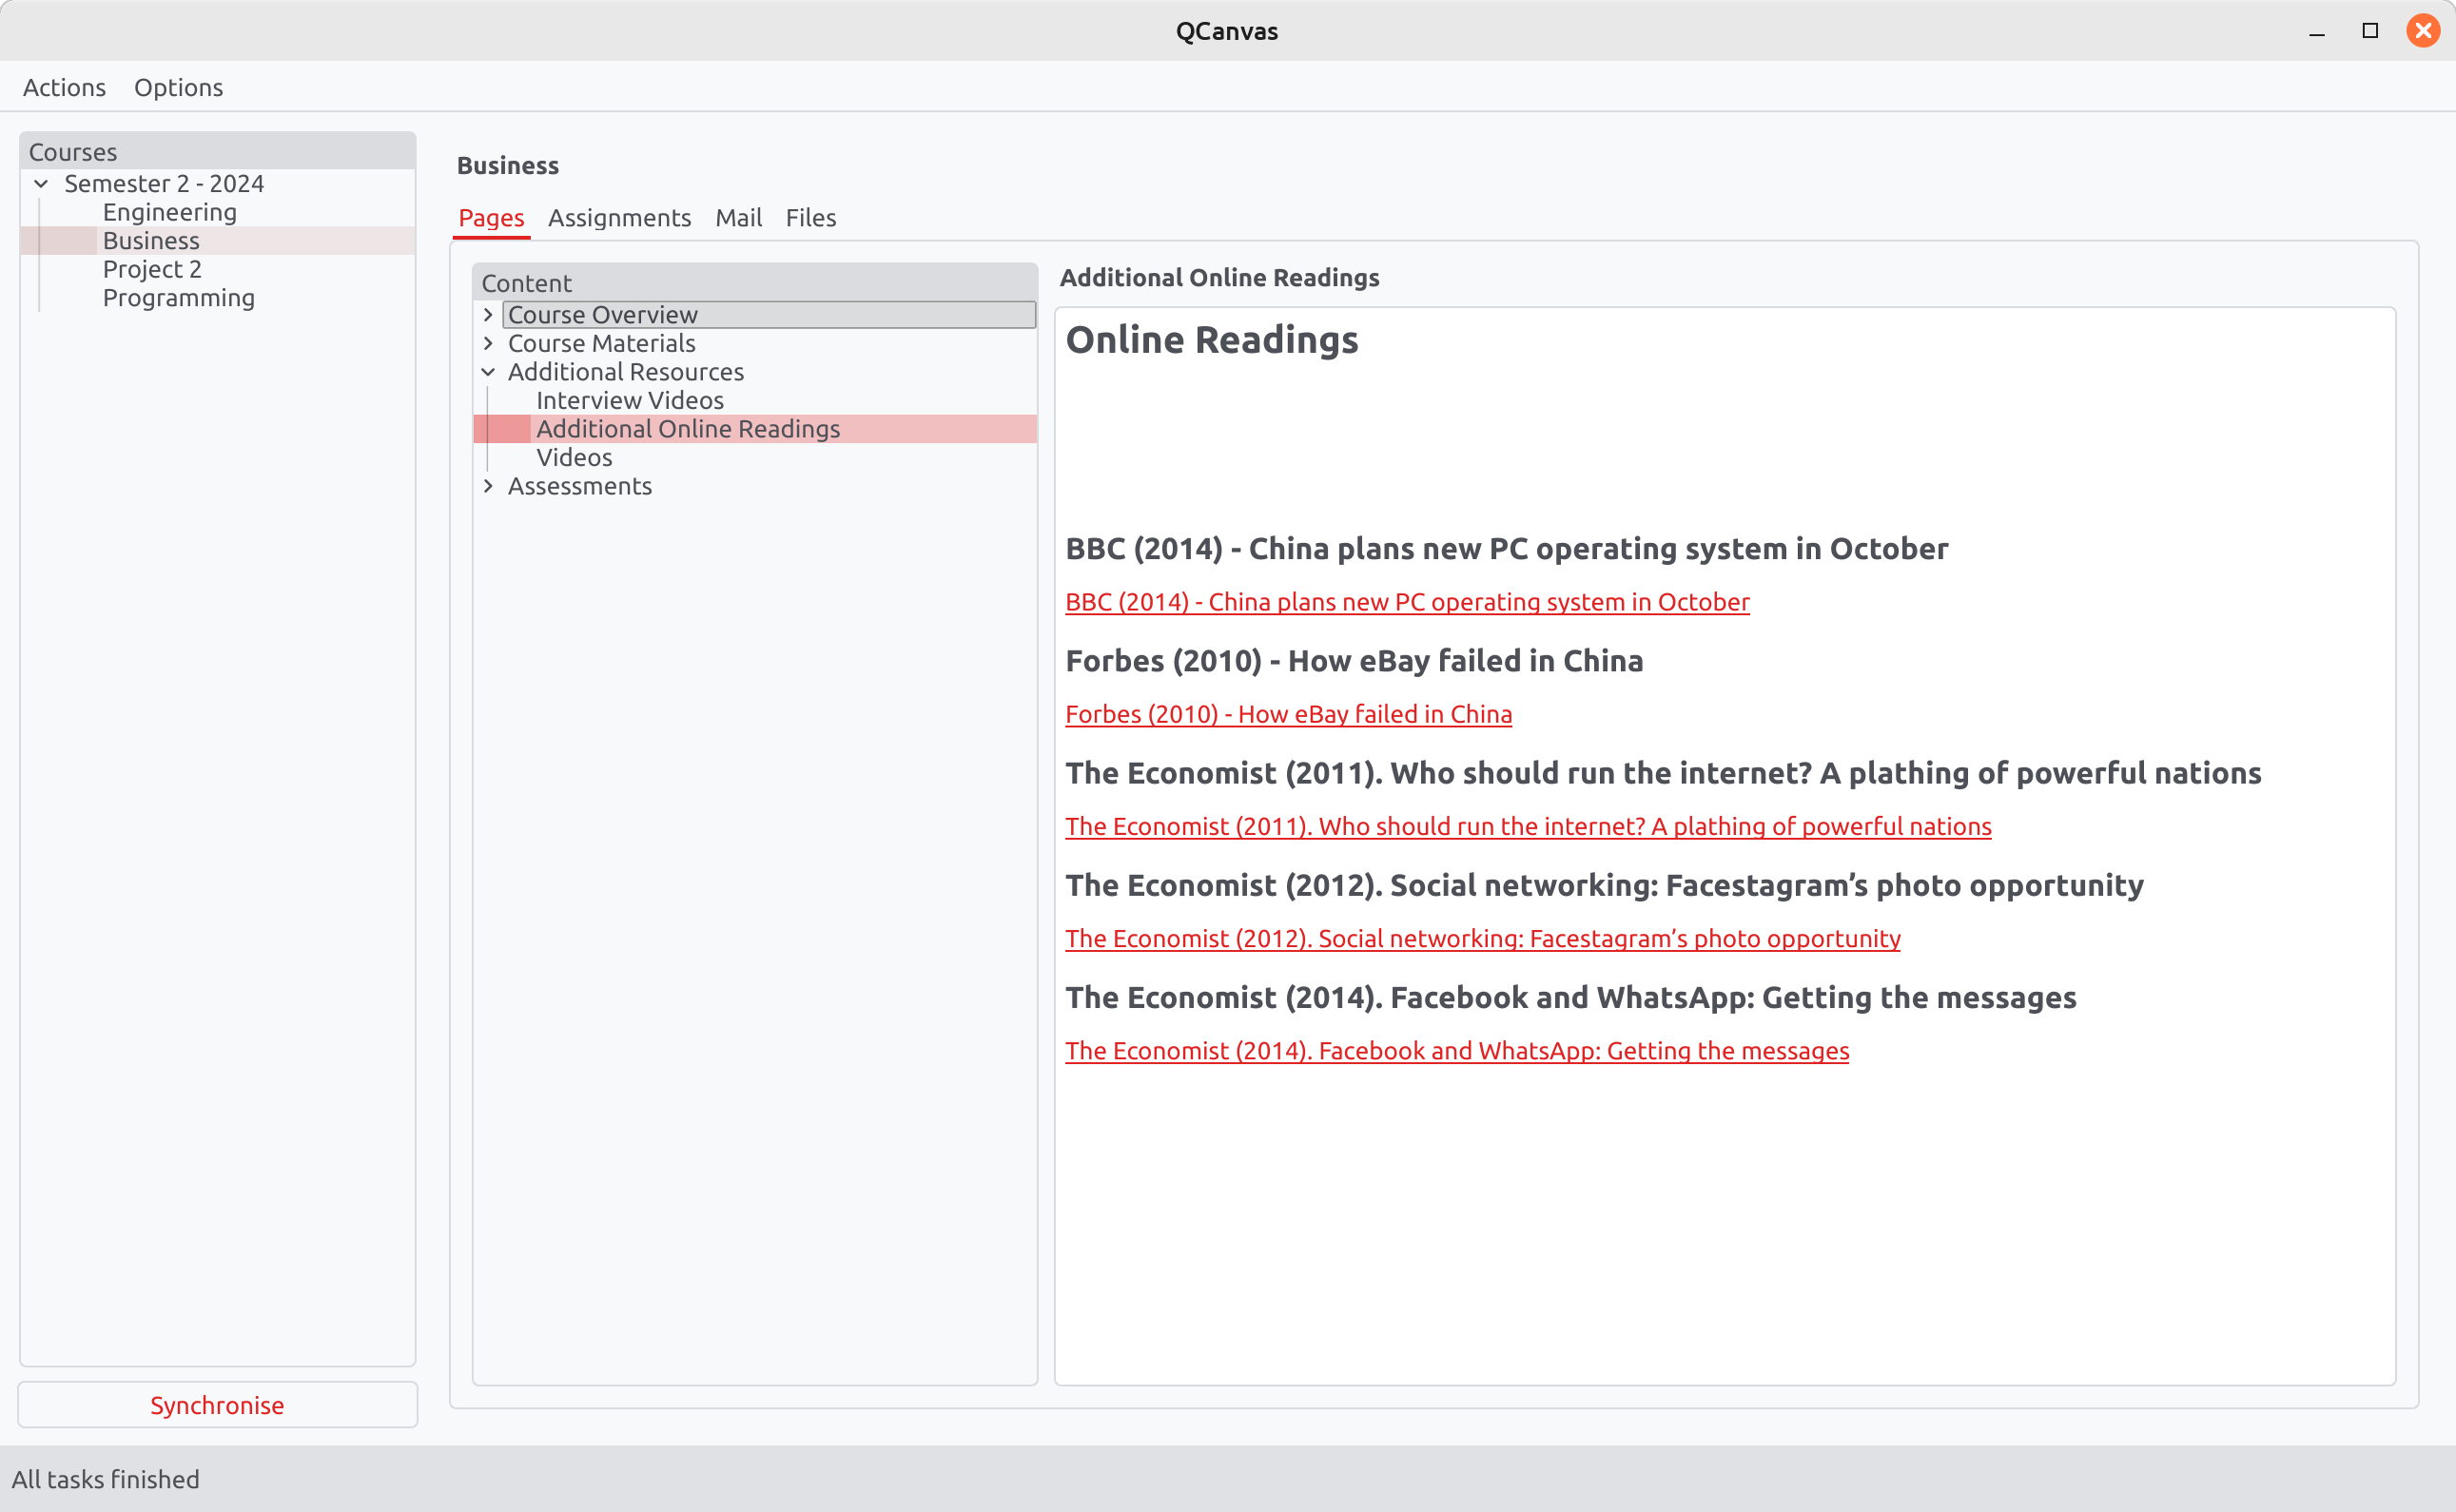 QCanvas
Actions Options
Courses
Semester 2 - 2024
Engineering
Business
Project 2
Programming
Synchronise
Business
Pages Assignments Mail Files
Content
Course Overview
Course Materials
Additional Resources
Interview Videos
Additional Online Readings
Videos
Assessments
Additional Online Readings
Online Readings
BBC (2014) - China plans new PC operating system in October
BBC (2014) - China plans new PC operating system in October
Forbes (2010) - How eBay failed in China
Forbes (2010) - How eBay failed in China
The Economist (2011). Who should run the internet? A plathing of powerful nations
The Economist (2011). Who should run the internet? A plathing of powerful nations
The Economist (2012). Social networking: Facestagram’s photo opportunity
The Economist (2012). Social networking: Facestagram’s photo opportunity
The Economist (2014). Facebook and WhatsApp: Getting the messages
The Economist (2014). Facebook and WhatsApp: Getting the messages
All tasks finished